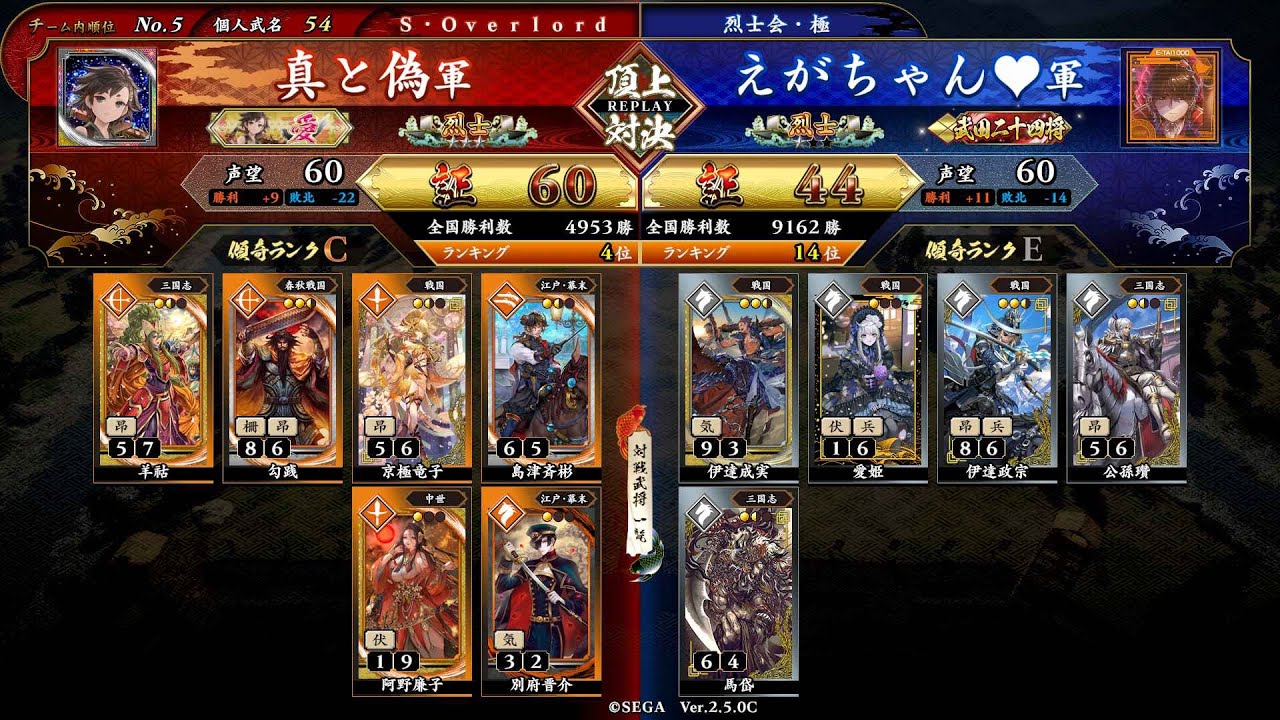 チーム内順位 No.5 個人武名 54 S・Overlord
烈士会・極
真と偽軍
頂上
REPLAY
対決
えがちゃん♥軍
E-TAI1000
愛
烈士
烈士
武田二十四将
声望 60
勝利 +9 敗北 -22
証 60
証 44
声望 60
勝利 +11 敗北 -14
全国勝利数 4953勝
全国勝利数 9162勝
傾奇ランクC
ランキング 4位
ランキング 14位
傾奇ランクE
三国志
昴
5 7
羊祜
春秋戦国
柵 昴
8 6
勾践
戦国
昴
5 6
京極竜子
江戸・幕末
6 5
島津斉彬
戦国
気
9 3
伊達成実
戦国
伏 兵
1 6
愛姫
戦国
昴 兵
8 6
伊達政宗
三国志
昴
5 6
公孫瓚
対戦武将一覧
中世
伏
1 9
阿野廉子
江戸・幕末
気
3 2
別府晋介
三国志
6 4
馬岱
©SEGA Ver.2.5.0C